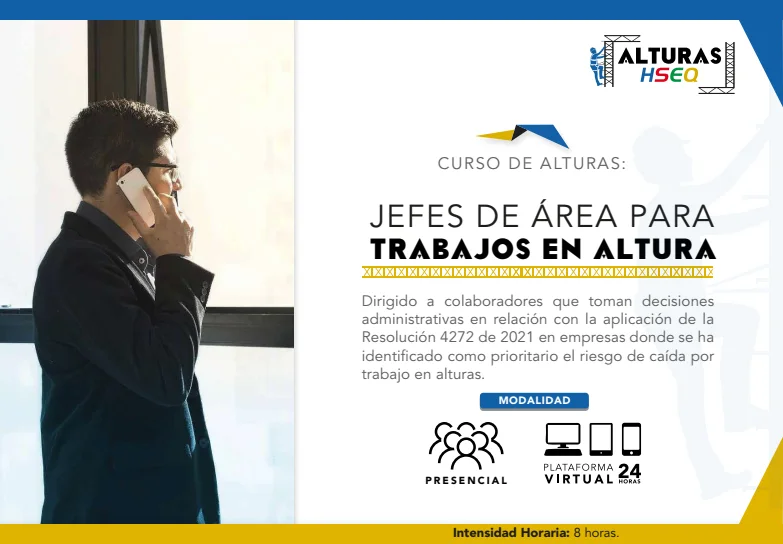 ALTURAS
HSEQ
CURSO DE ALTURAS:
JEFES DE ÁREA PARA
TRABAJOS EN ALTURA
Dirigido a colaboradores que toman decisiones
administrativas en relación con la aplicación de la
Resolución 4272 de 2021 en empresas donde se ha
identificado como prioritario el riesgo de caída por
trabajo en alturas.
MODALIDAD
PRESENCIAL
PLATAFORMA
VIRTUAL 24
HORAS
Intensidad Horaria: 8 horas.